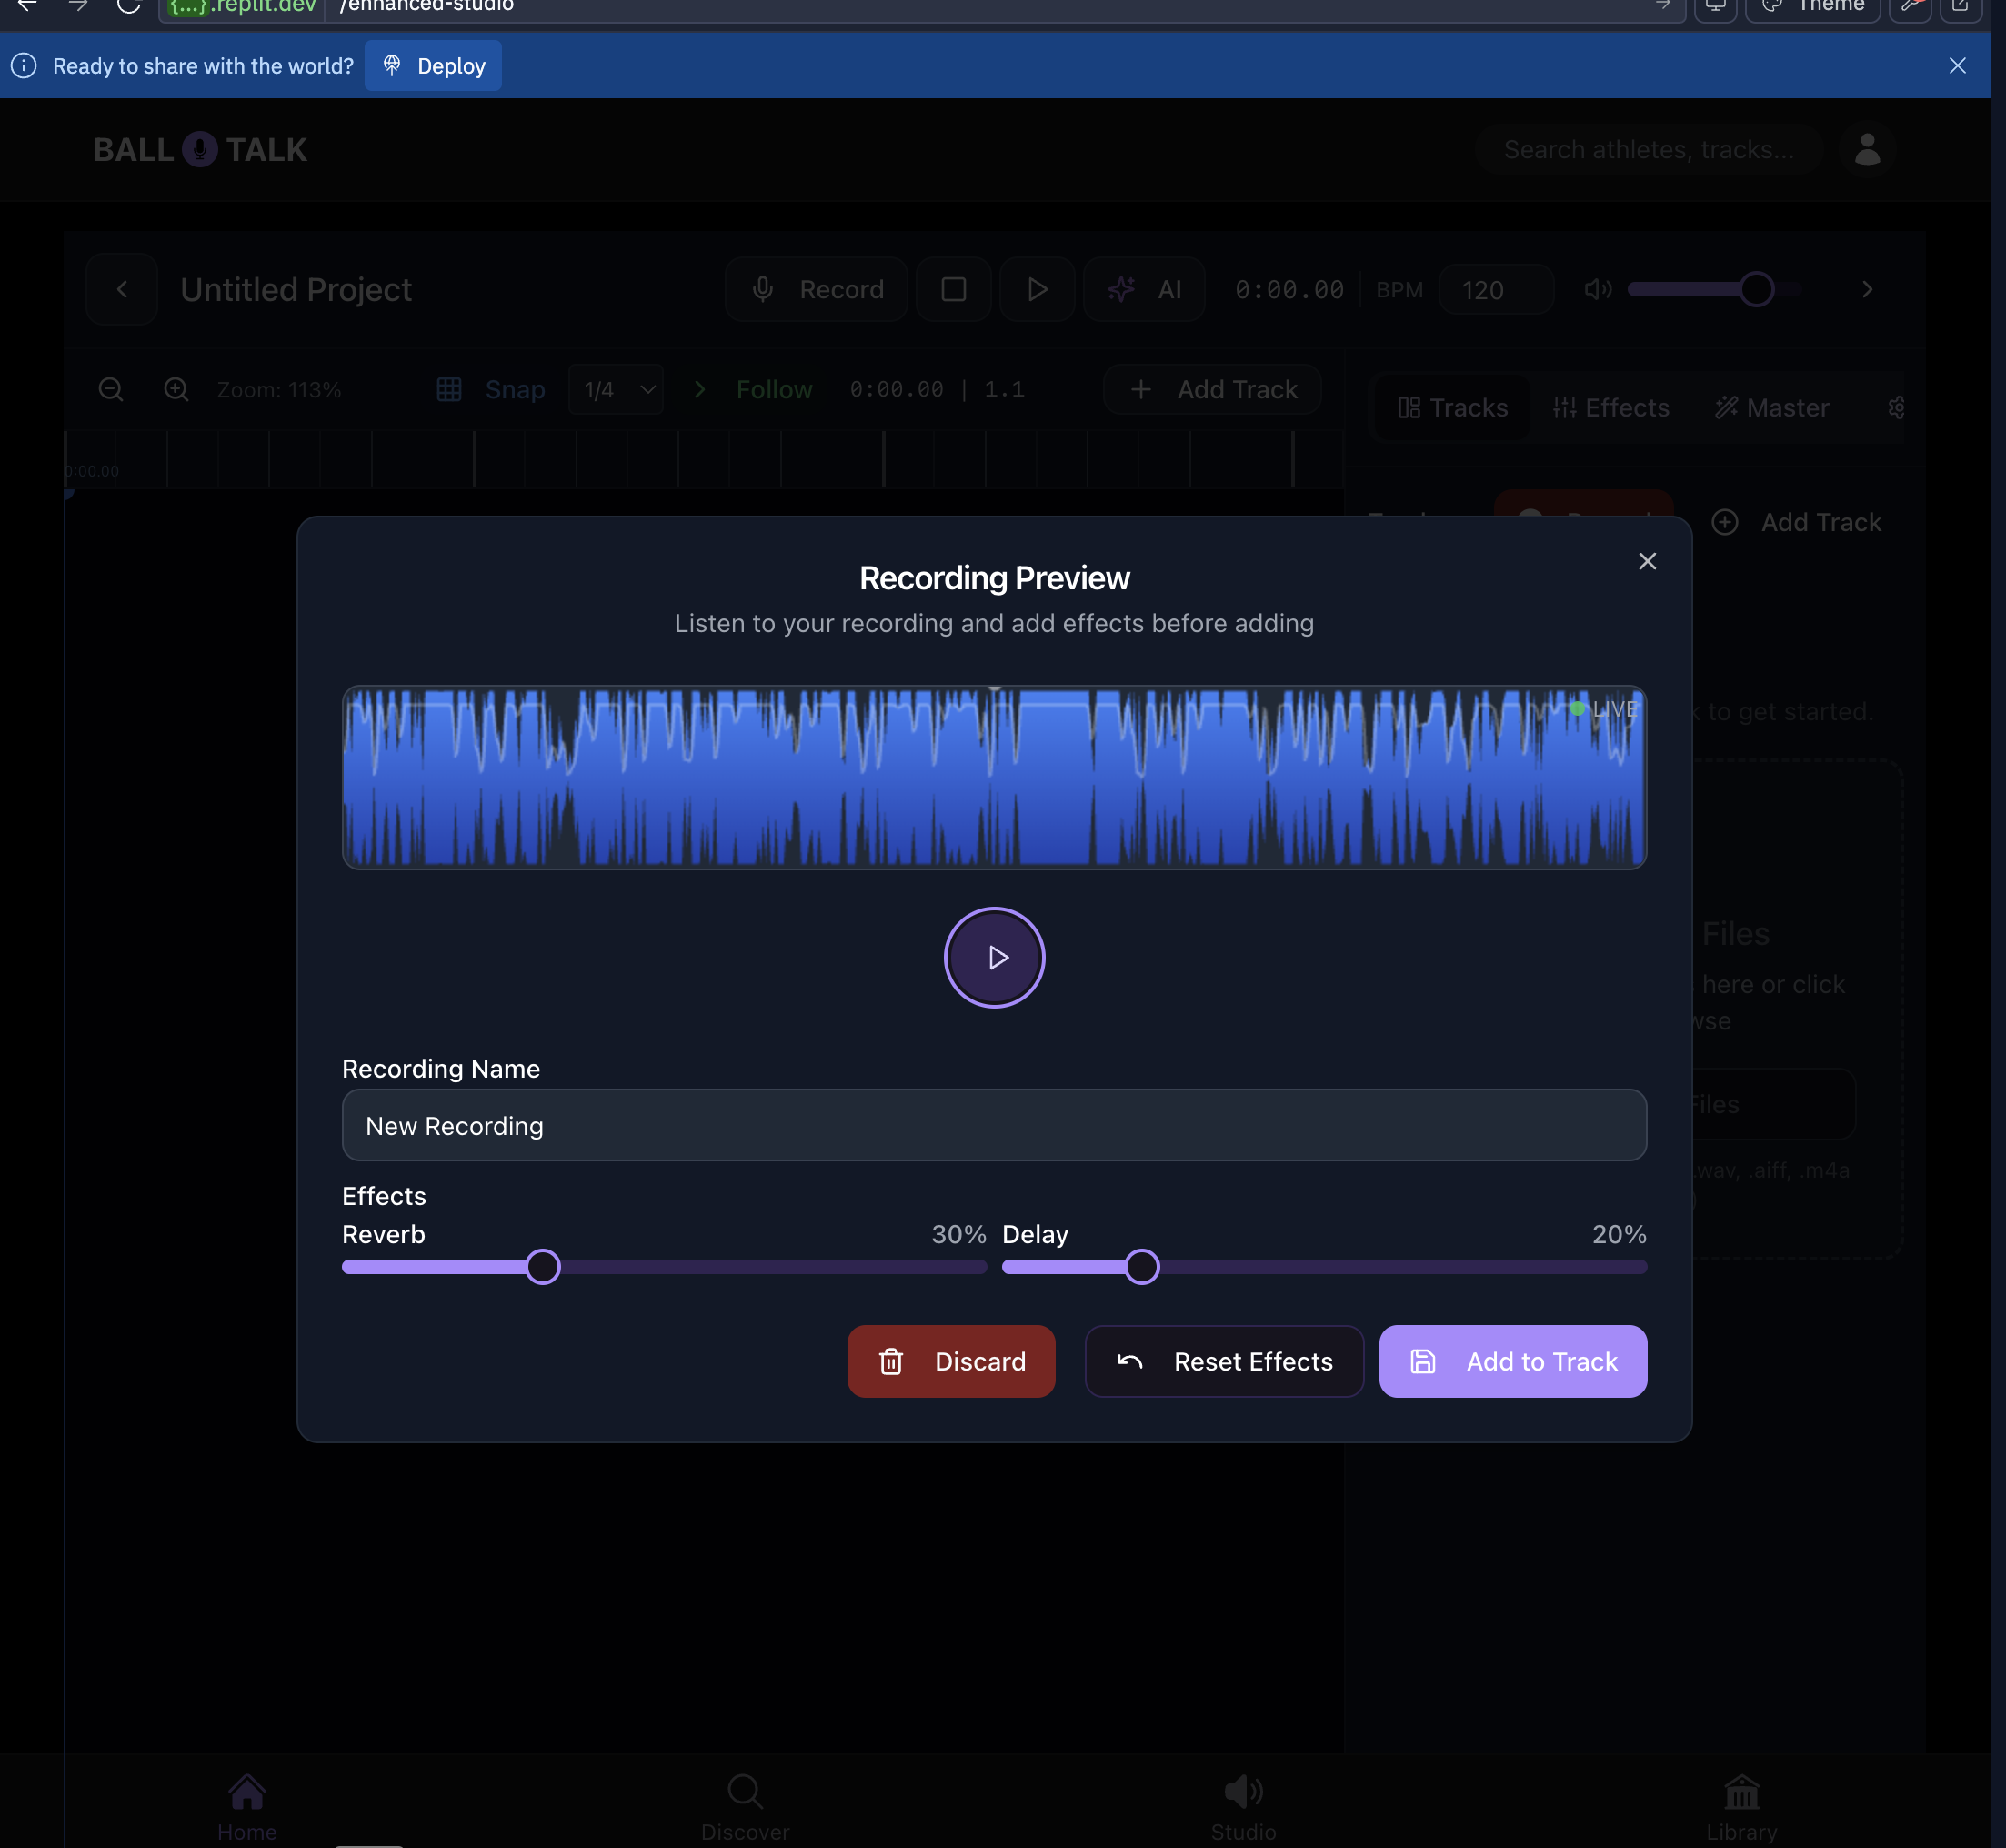 {...}.replit.dev /enhanced-studio Theme
Ready to share with the world? Deploy
BALL TALK Search athletes, tracks...
Untitled Project Record AI 0:00.00 BPM 120
Zoom: 113% Snap 1/4 Follow 0:00.00 | 1.1 Add Track
Tracks Effects Master
0:00.00
Add Track
Recording Preview
Listen to your recording and add effects before adding
LIVE
to get started.
Files
here or click
Recording Name
New Recording
Files
.wav, .aiff, .m4a
Effects
Reverb 30% Delay 20%
Discard Reset Effects Add to Track
Home Discover Studio Library